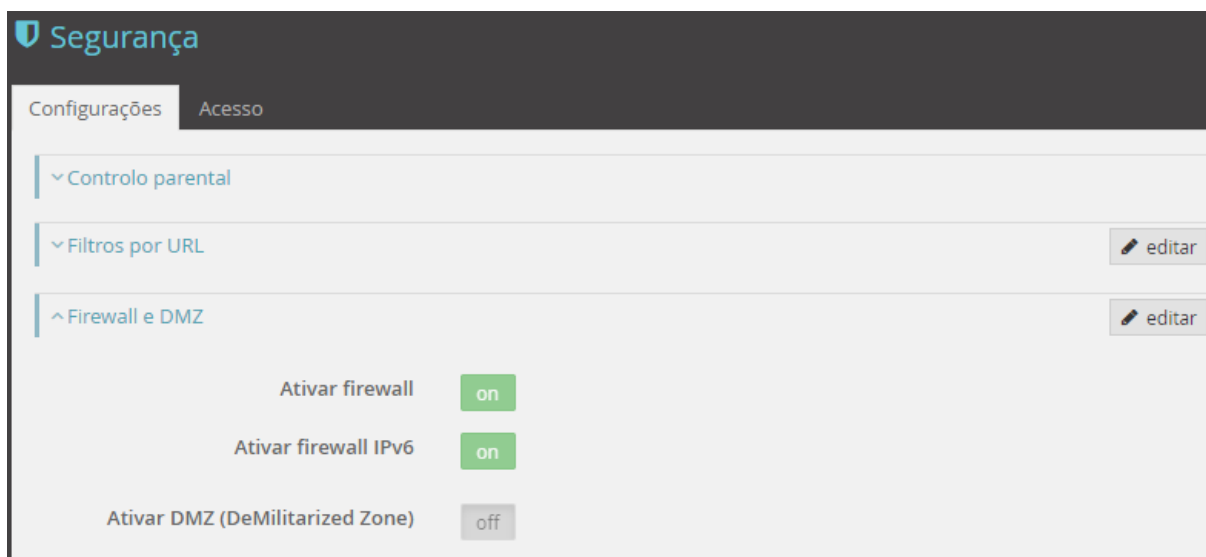 Segurança
Configurações Acesso
Controlo parental
Filtros por URL editar
Firewall e DMZ editar
Ativar firewall on
Ativar firewall IPv6 on
Ativar DMZ (DeMilitarized Zone) off